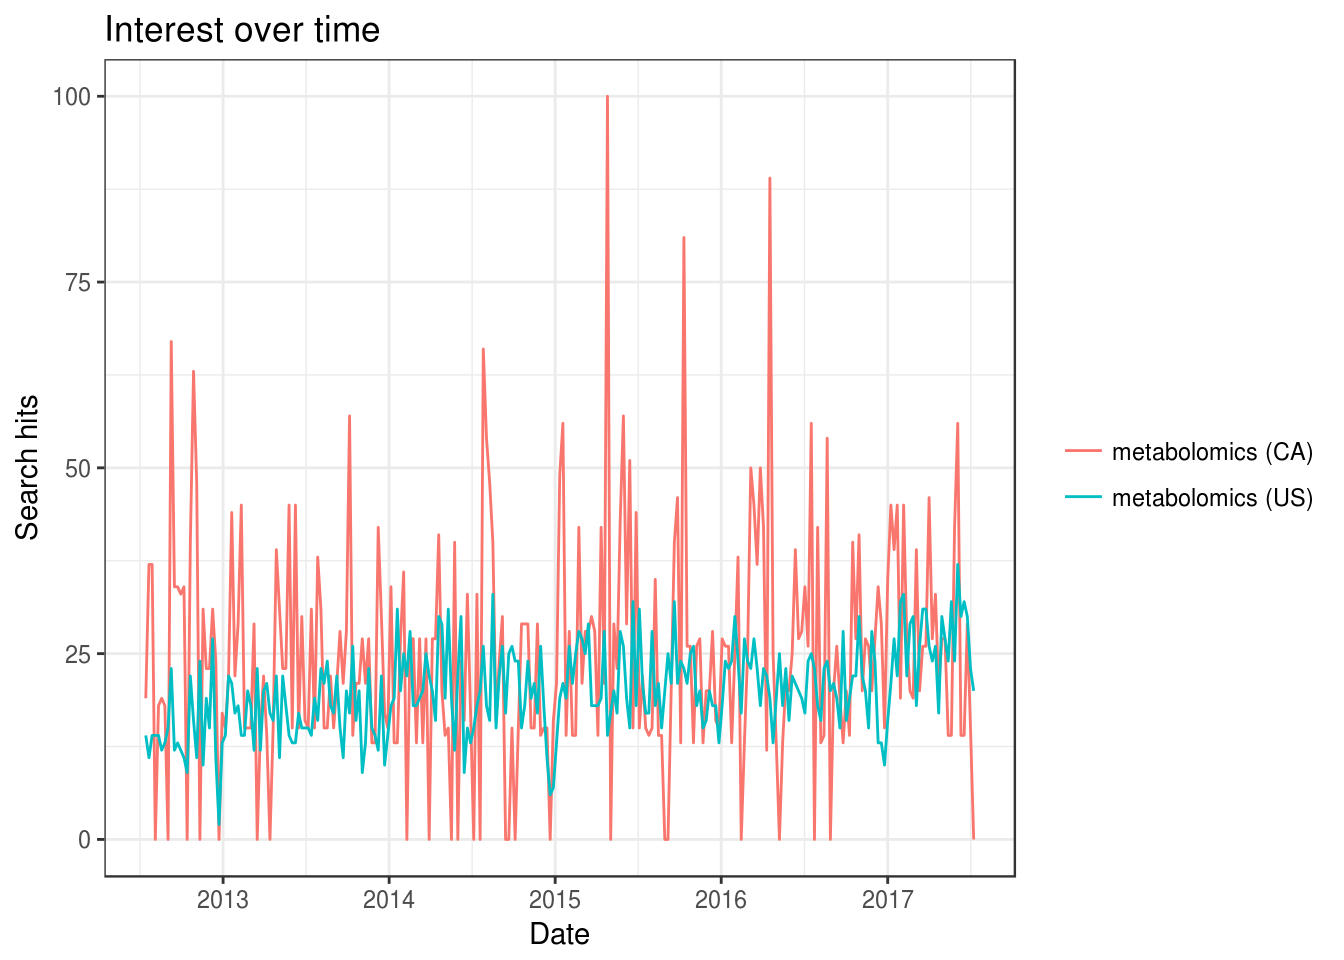 Interest over time
100
75
50
25
0
Search hits
2013 2014 2015 2016 2017
Date
metabolomics (CA)
metabolomics (US)